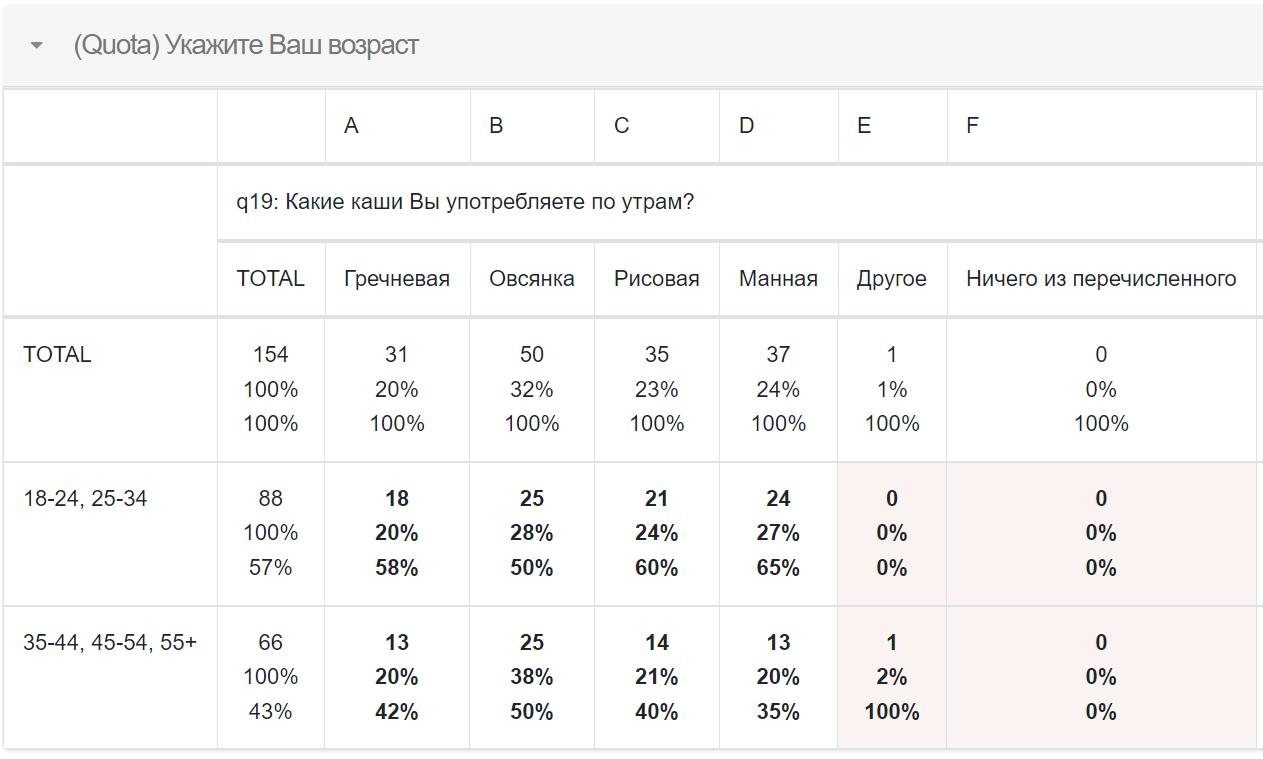 (Quota) Укажите Ваш возраст
A B C D E F
q19: Какие каши Вы употребляете по утрам?
TOTAL Гречневая Овсянка Рисовая Манная Другое Ничего из перечисленного
TOTAL 154 31 50 35 37 1 0
100% 20% 32% 23% 24% 1% 0%
100% 100% 100% 100% 100% 100% 100%
18-24, 25-34 88 18 25 21 24 0 0
100% 20% 28% 24% 27% 0% 0%
57% 58% 50% 60% 65% 0% 0%
35-44, 45-54, 55+ 66 13 25 14 13 1 0
100% 20% 38% 21% 20% 2% 0%
43% 42% 50% 40% 35% 100% 0%